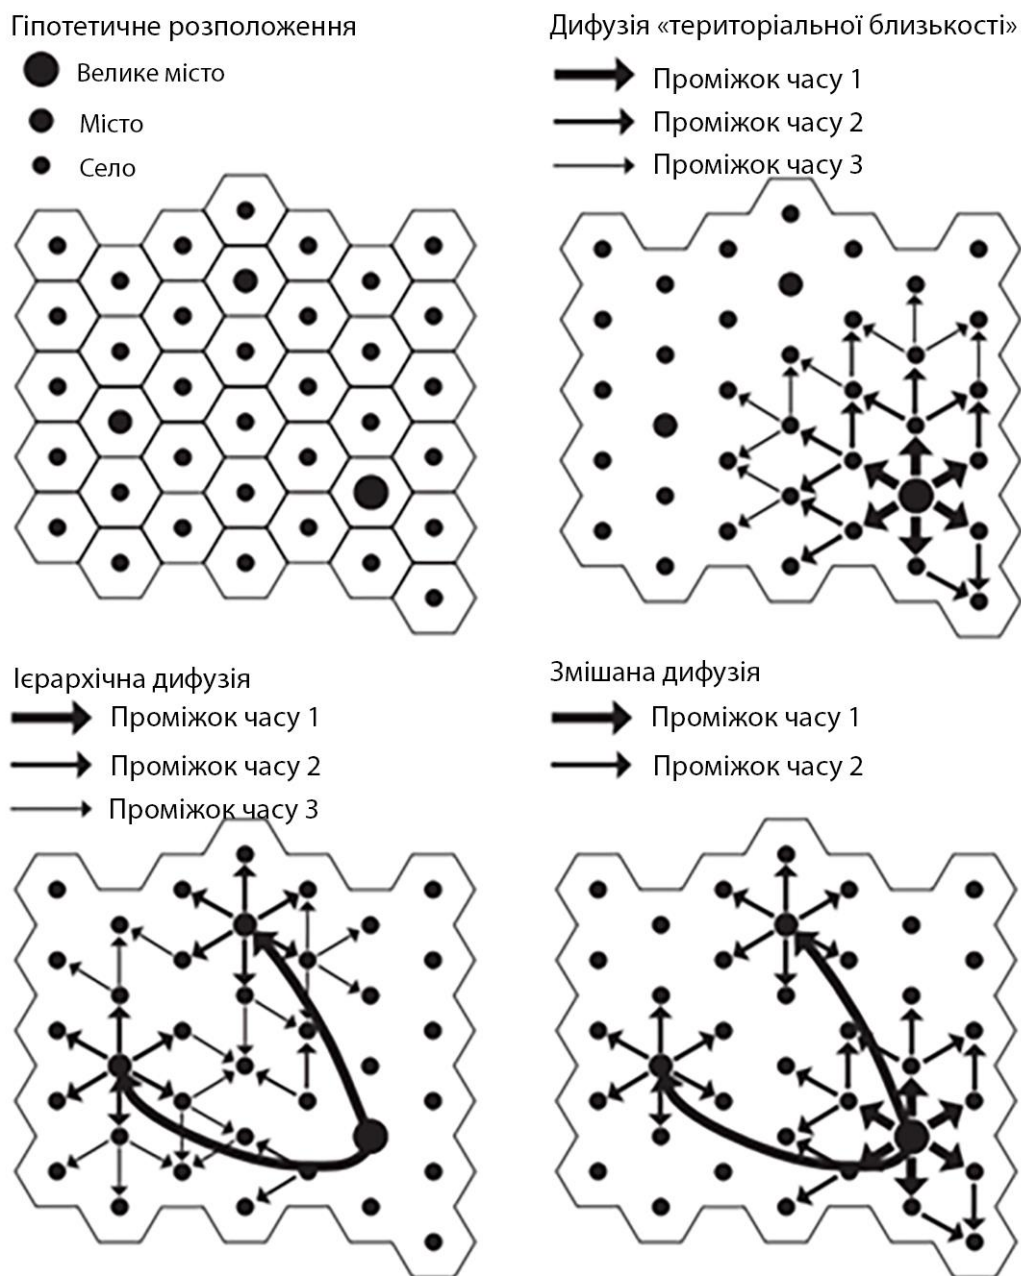 Гіпотетичне розположення
Велике місто
Місто
Село
Дифузія «територіальної близькості»
Проміжок часу 1
Проміжок часу 2
Проміжок часу 3
Ієрархічна дифузія
Проміжок часу 1
Проміжок часу 2
Проміжок часу 3
Змішана дифузія
Проміжок часу 1
Проміжок часу 2